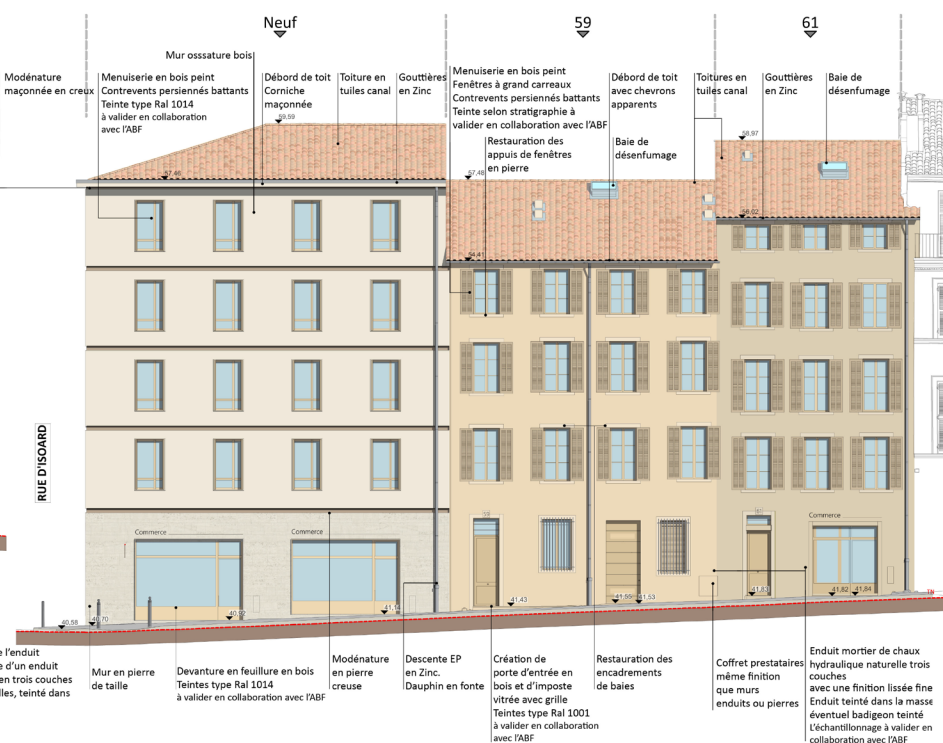 Neuf
59
61
Mur osssature bois
Modénature
maçonnée en creux
Menuiserie en bois peint
Contrevents persiennés battants
Teinte type Ral 1014
à valider en collaboration
avec l'ABF
Débord de toit
Corniche
maçonnée
Toiture en
tuiles canal
Gouttières
en Zinc
Menuiserie en bois peint
Fenêtres à grand carreaux
Contrevents persiennés battants
Teinte selon stratigraphie à
valider en collaboration avec l'ABF
Restauration des
appuis de fenêtres
en pierre
Débord de toit
avec chevrons
apparents
Baie de
désenfumage
Toitures en
tuiles canal
Gouttières
en Zinc
Baie de
désenfumage
59,59
58,97
57,46
57,48
56,02
54,41
RUE D'ISOARD
Commerce
Commerce
Commerce
40,58
40,70
40,92
41,14
41,43
41,55
41,53
41,83
41,82
41,84
TN
e l'enduit
e d'un enduit
en trois couches
lles, teinté dans
Mur en pierre
de taille
Devanture en feuillure en bois
Teintes type Ral 1014
à valider en collaboration avec l'ABF
Modénature
en pierre
creuse
Descente EP
en Zinc.
Dauphin en fonte
Création de
porte d'entrée en
bois et d'imposte
vitrée avec grille
Teintes type Ral 1001
à valider en collaboration
avec l'ABF
Restauration des
encadrements
de baies
Coffret prestataires
même finition
que murs
enduits ou pierres
Enduit mortier de chaux
hydraulique naturelle trois
couches
avec une finition lissée fine
Enduit teinté dans la masse
éventuel badigeon teinté
L'échantillonage à valider en
collaboration avec l'ABF